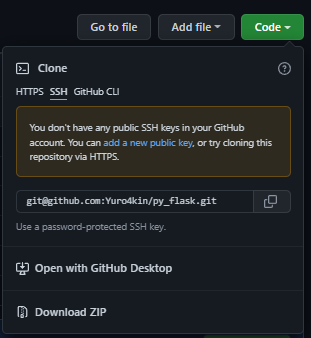 Go to file Add file Code
Clone
HTTPS SSH GitHub CLI
You don't have any public SSH keys in your GitHub
account. You can add a new public key, or try cloning this
repository via HTTPS.
git@github.com:Yuro4kin/py_flask.git
Use a password-protected SSH key.
Open with GitHub Desktop
Download ZIP